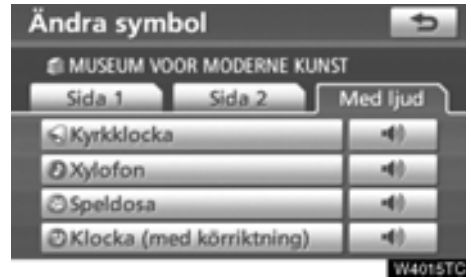 Ändra symbol
MUSEUM VOOR MODERNE KUNST
Sida 1 Sida 2 Med ljud
Kyrkklocka
Xylofon
Speldosa
Klocka (med körriktning)
W4015TC